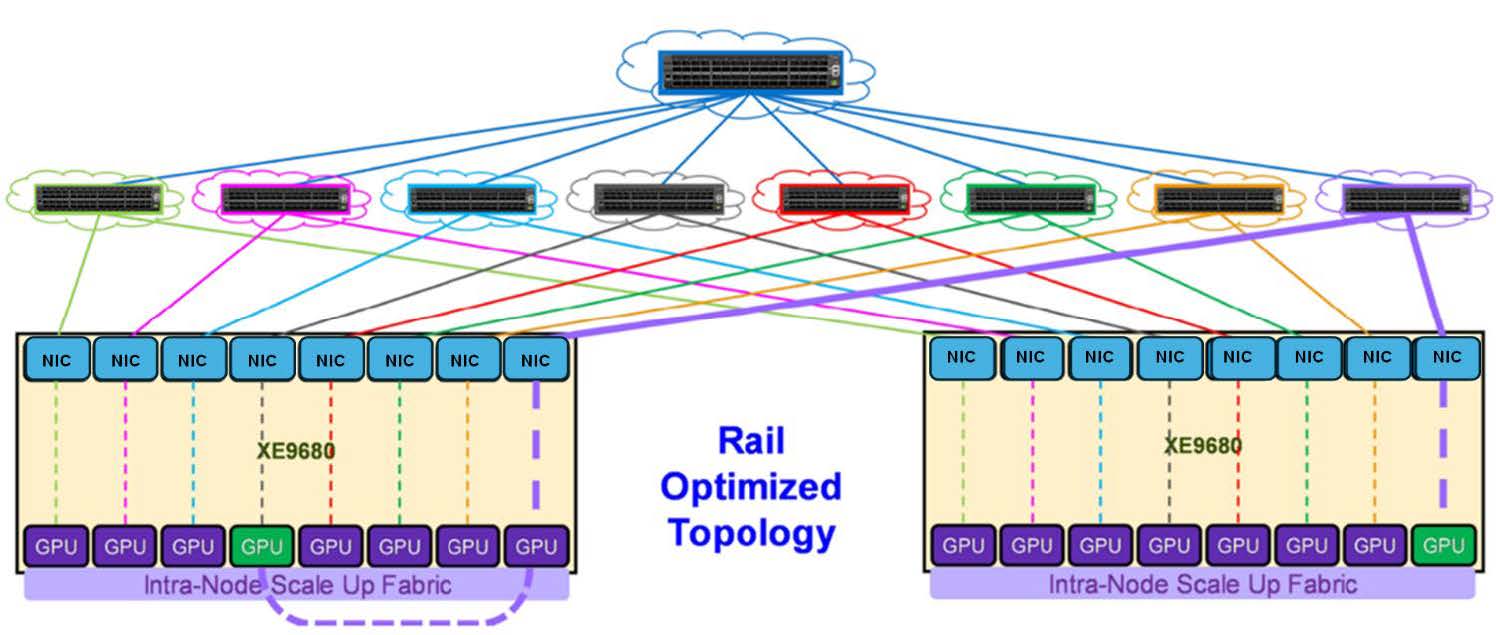 NIC NIC NIC NIC NIC NIC NIC NIC
XE9680
GPU GPU GPU GPU GPU GPU GPU GPU
Intra-Node Scale Up Fabric
Rail
Optimized
Topology
NIC NIC NIC NIC NIC NIC NIC NIC
XE9680
GPU GPU GPU GPU GPU GPU GPU GPU
Intra-Node Scale Up Fabric